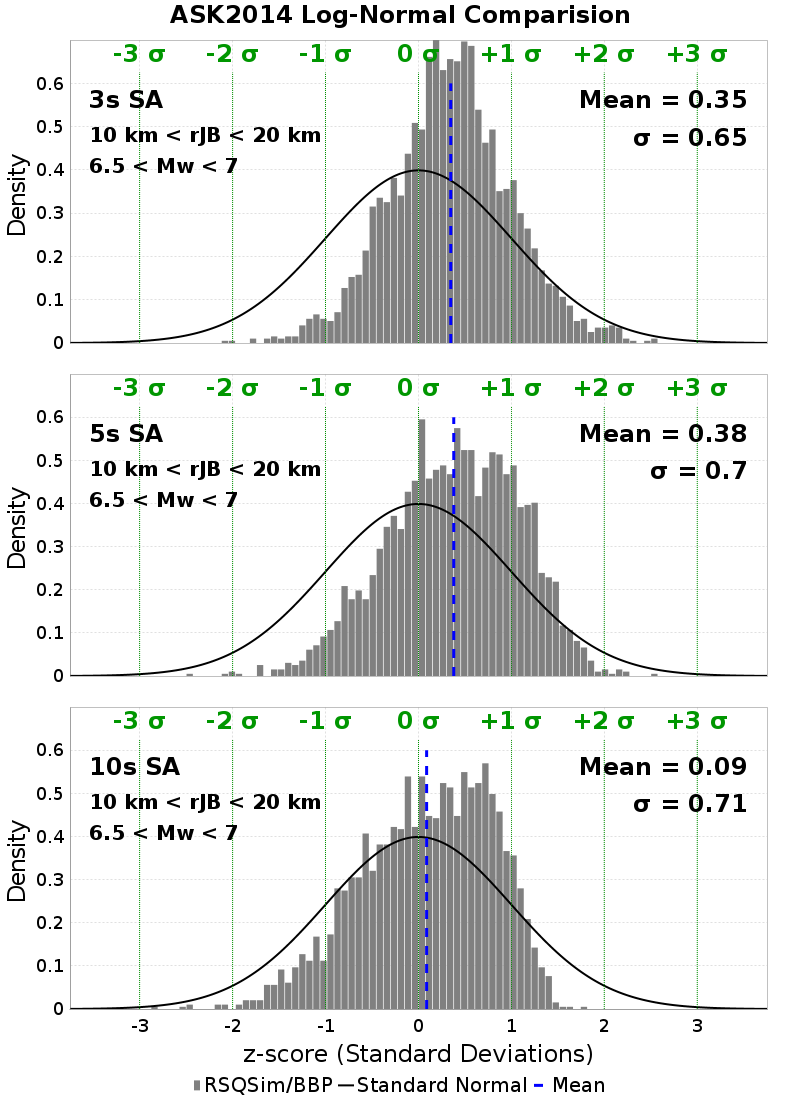 ASK2014 Log-Normal Comparision
-3 σ -2 σ -1 σ 0 σ +1 σ +2 σ +3 σ
0.6
3s SA Mean = 0.35
0.5
10 km < rJB < 20 km σ = 0.65
6.5 < Mw < 7
0.4
0.3
0.2
0.1
0
Density
-3 σ -2 σ -1 σ 0 σ +1 σ +2 σ +3 σ
0.6
5s SA Mean = 0.38
0.5
10 km < rJB < 20 km σ = 0.7
6.5 < Mw < 7
0.4
0.3
0.2
0.1
0
Density
-3 σ -2 σ -1 σ 0 σ +1 σ +2 σ +3 σ
0.6
10s SA Mean = 0.09
0.5
10 km < rJB < 20 km σ = 0.71
6.5 < Mw < 7
0.4
0.3
0.2
0.1
0
Density
-3 -2 -1 0 1 2 3
z-score (Standard Deviations)
RSQSim/BBP Standard Normal Mean